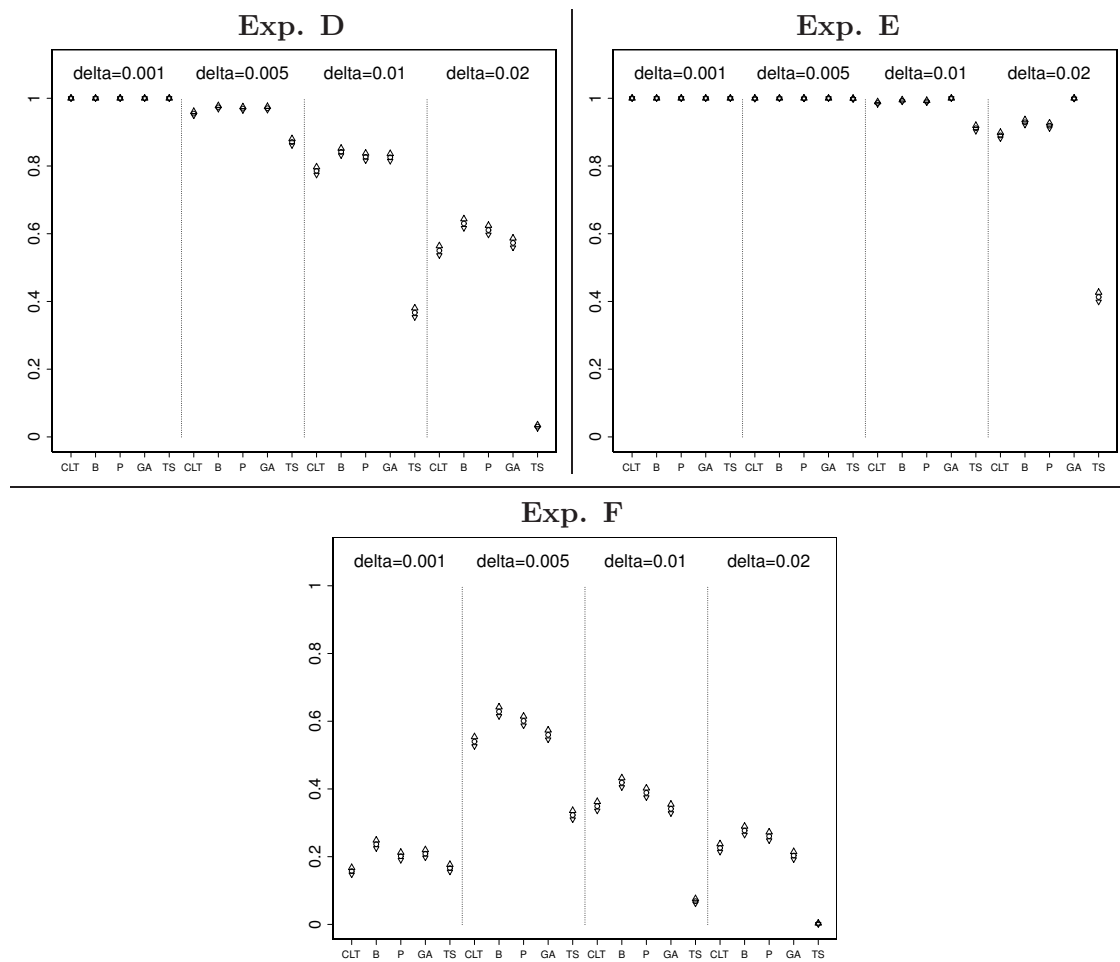 Exp. D
delta=0.001 delta=0.005 delta=0.01 delta=0.02
1
0.8
0.6
0.4
0.2
0
CLT B P GA TS CLT B P GA TS CLT B P GA TS CLT B P GA TS
Exp. E
delta=0.001 delta=0.005 delta=0.01 delta=0.02
1
0.8
0.6
0.4
0.2
0
CLT B P GA TS CLT B P GA TS CLT B P GA TS CLT B P GA TS
Exp. F
delta=0.001 delta=0.005 delta=0.01 delta=0.02
1
0.8
0.6
0.4
0.2
0
CLT B P GA TS CLT B P GA TS CLT B P GA TS CLT B P GA TS